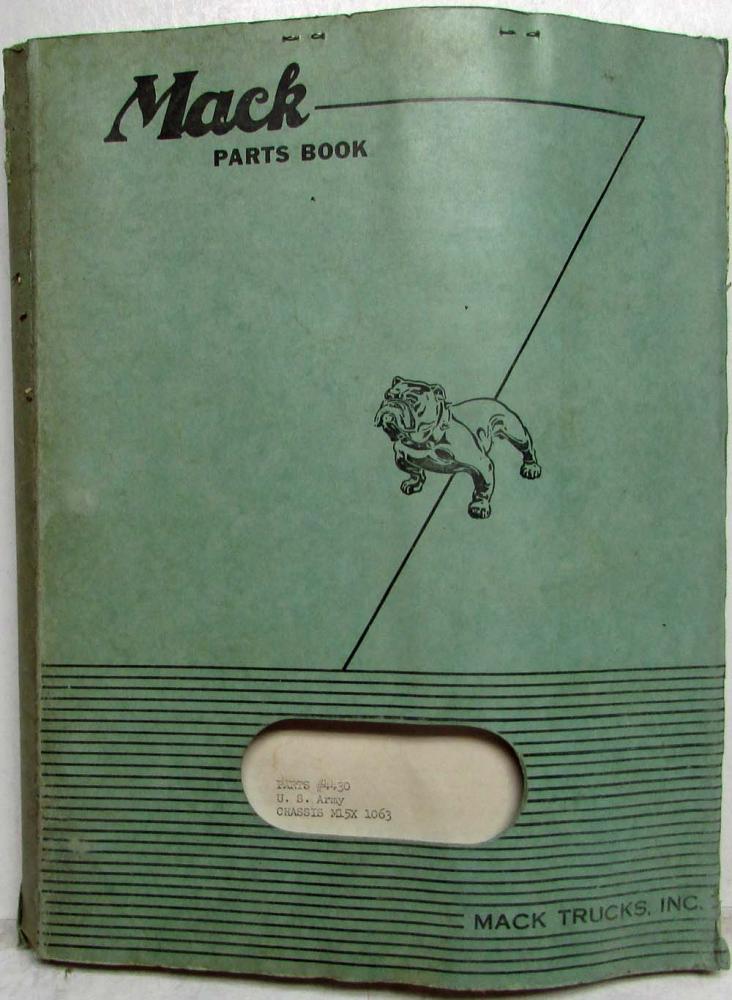 Mack
PARTS BOOK
PARTS #4430
U. S. Army
CHASSIS M15X 1063
MACK TRUCKS, INC.